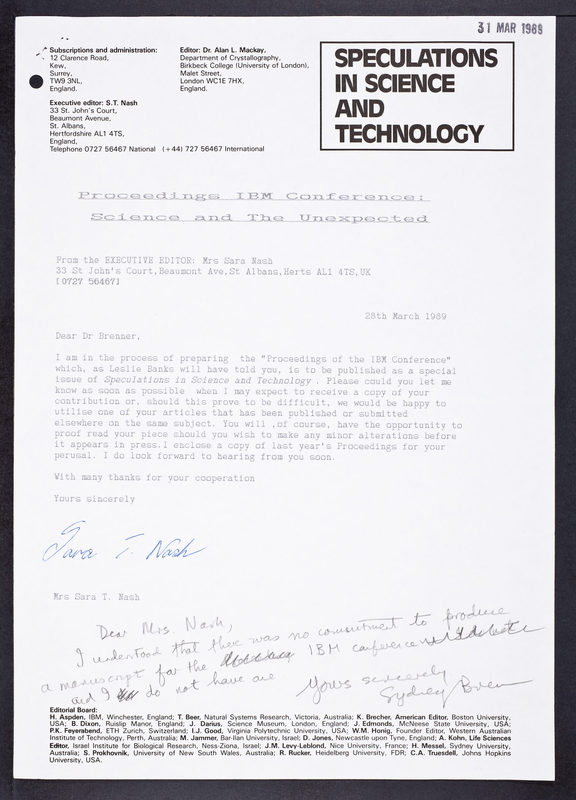 31 MAR 1989
Subscriptions and administration:
12 Clarence Road,
Kew,
Surrey,
TW9 3NL,
England.
Executive editor: S.T. Nash
33 St. John's Court,
Beaumont Avenue,
St. Albans,
Hertfordshire AL1 4TS,
England,
Telephone 0727 56467 National (+44) 727 56467 International
Editor: Dr. Alan L. Mackay,
Department of Crystallography,
Birkbeck College (University of London),
Malet Street,
London WC1E 7HX,
England.
SPECULATIONS
IN SCIENCE
AND
TECHNOLOGY
Proceedings IBM Conference:
Science and The Unexpected
From the EXECUTIVE EDITOR: Mrs Sara Nash
33 St John's Court,Beaumont Ave,St Albans,Herts AL1 4TS,UK
[0727 56467]
28th March 1989
Dear Dr Brenner,
I am in the process of preparing the "Proceedings of the IBM Conference"
which, as Leslie Banks will have told you, is to be published as a special
issue of Speculations in Science and Technology . Please could you let me
know as soon as possible when I may expect to receive a copy of your
contribution or, should this prove to be difficult, we would be happy to
utilise one of your articles that has been published or submitted
elsewhere on the same subject. You will ,of course, have the opportunity to
proof read your piece should you wish to make any minor alterations before
it appears in press.I enclose a copy of last year's Proceedings for your
perusal. I do look forward to hearing from you soon.
With many thanks for your cooperation
Yours sincerely
Sara T. Nash
Mrs Sara T. Nash
Dear Mrs. Nash,
I understood that there was no commitment to produce
a manuscript for the IBM conference
and I do not have one
Yours sincerely
Sydney Brenner
Editorial Board:
H. Aspden, IBM, Winchester, England; T. Beer, Natural Systems Research, Victoria, Australia; K. Brecher, American Editor, Boston University,
USA; B. Dixon, Ruislip Manor, England; J. Darius, Science Museum, London, England; J. Edmonds, McNeese State University, USA;
P.K. Feyerabend, ETH Zurich, Switzerland; I.J. Good, Virginia Polytechnic University, USA; W.M. Honig, Founder Editor, Western Australian
Institute of Technology, Perth, Australia; M. Jammer, Bar-Ilan University, Israel; D. Jones, Newcastle upon Tyne, England; A. Kohn, Life Sciences
Editor, Israel Institute for Biological Research, Ness-Ziona, Israel; J.M. Levy-Leblond, Nice University, France; H. Messel, Sydney University,
Australia; S. Prokhovnik, University of New South Wales, Australia; R. Rucker, Heidelberg University, FDR; C.A. Truesdell, Johns Hopkins
University, USA.